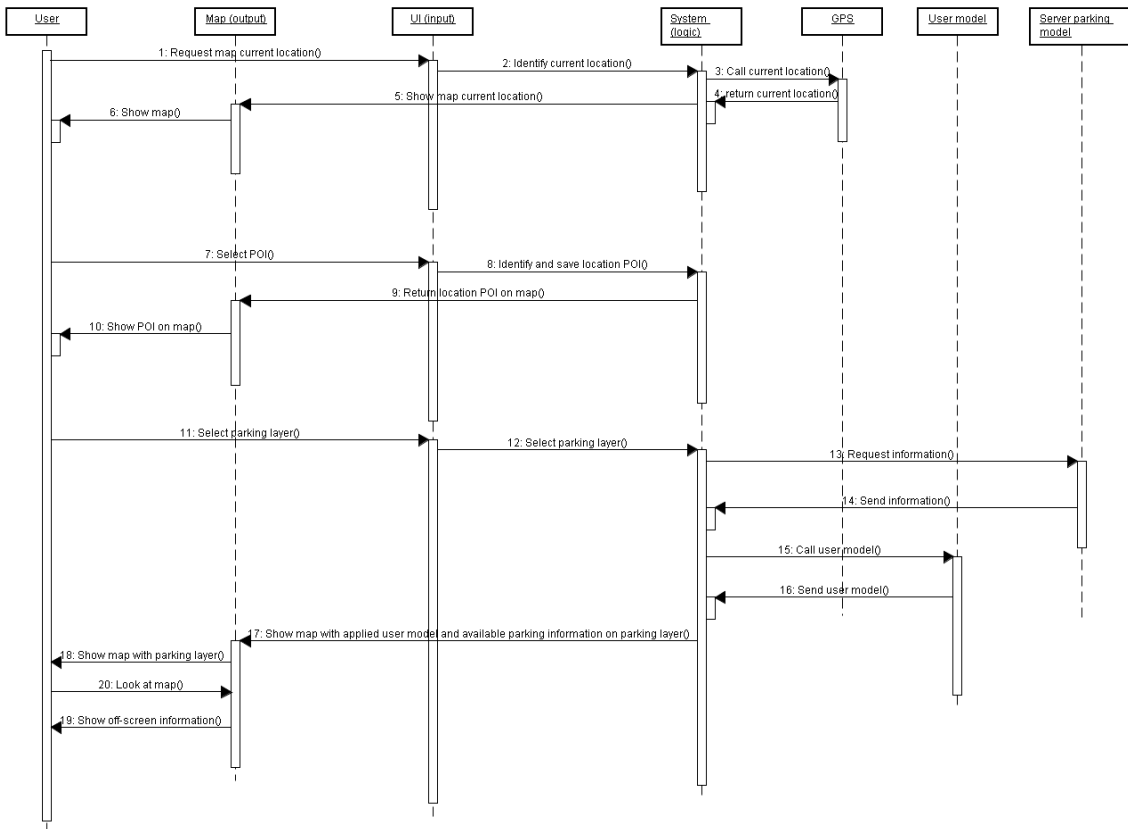 User
Map (output)
UI (input)
System
(logic)
GPS
User model
Server parking
model
1: Request map current location()
2: Identify current location()
3: Call current location()
4: return current location()
5: Show map current location()
6: Show map()
7: Select POI()
8: Identify and save location POI()
9: Return location POI on map()
10: Show POI on map()
11: Select parking layer()
12: Select parking layer()
13: Request information()
14: Send information()
15: Call user model()
16: Send user model()
17: Show map with applied user model and available parking information on parking layer()
18: Show map with parking layer()
20: Look at map()
19: Show off-screen information()